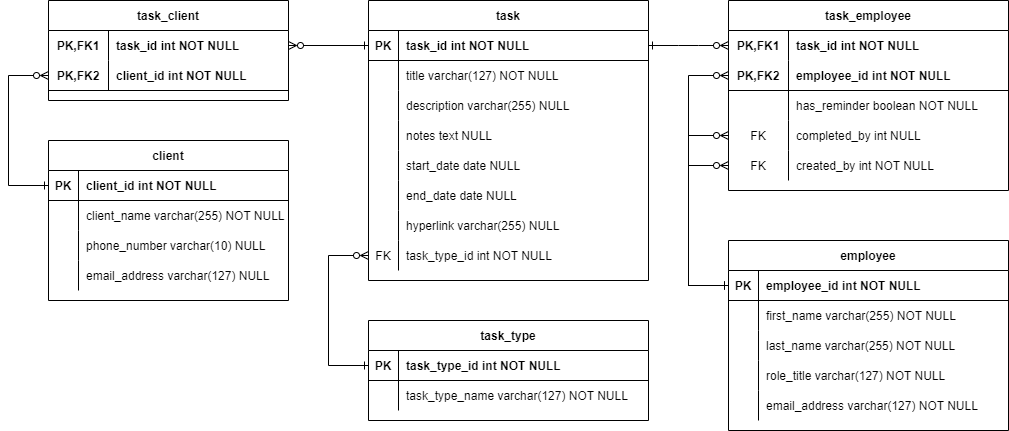 task_client
PK,FK1 task_id int NOT NULL
PK,FK2 client_id int NOT NULL
client
PK client_id int NOT NULL
client_name varchar(255) NOT NULL
phone_number varchar(10) NULL
email_address varchar(127) NULL
task
PK task_id int NOT NULL
title varchar(127) NOT NULL
description varchar(255) NULL
notes text NULL
start_date date NULL
end_date date NULL
hyperlink varchar(255) NULL
FK task_type_id int NOT NULL
task_type
PK task_type_id int NOT NULL
task_type_name varchar(127) NOT NULL
task_employee
PK,FK1 task_id int NOT NULL
PK,FK2 employee_id int NOT NULL
has_reminder boolean NOT NULL
FK completed_by int NULL
FK created_by int NOT NULL
employee
PK employee_id int NOT NULL
first_name varchar(255) NOT NULL
last_name varchar(255) NOT NULL
role_title varchar(127) NOT NULL
email_address varchar(127) NOT NULL